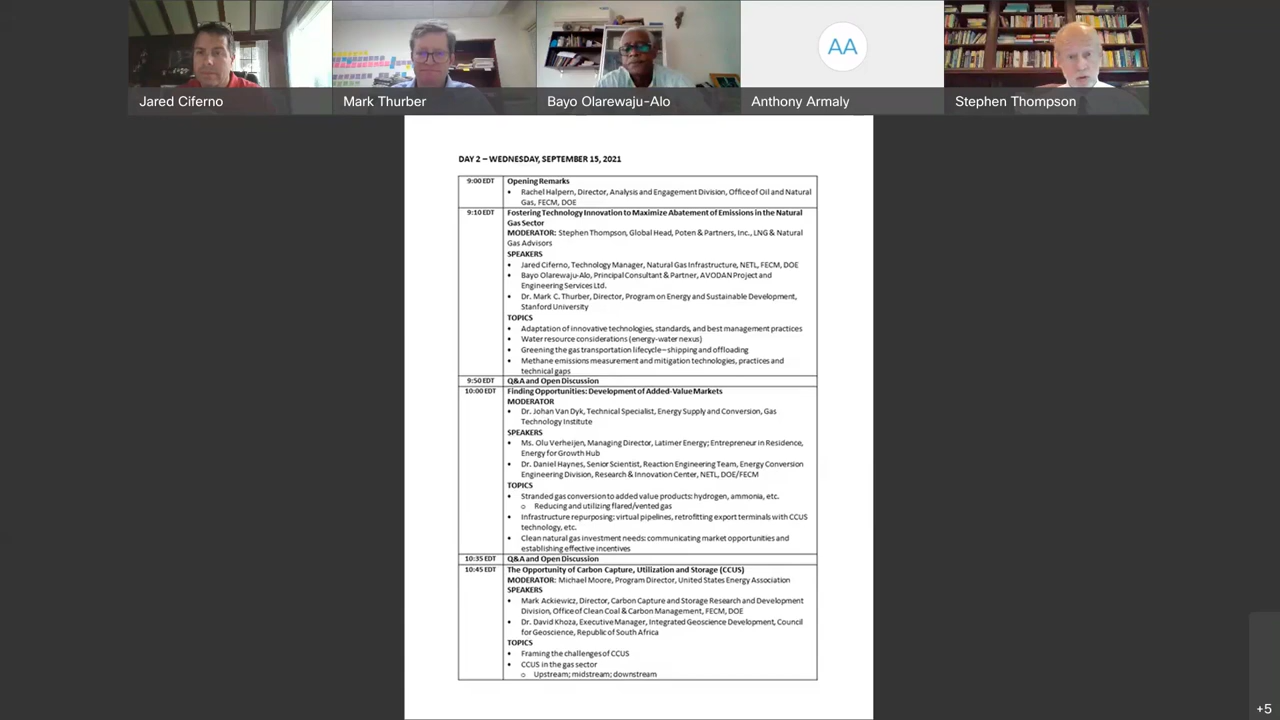 Jared Ciferno
Mark Thurber
Bayo Olarewaju-Alo
AA
Anthony Armaly
Stephen Thompson
DAY 2 – WEDNESDAY, SEPTEMBER 15, 2021
9:00 EDT
Opening Remarks
• Rachel Halpern, Director, Analysis and Engagement Division, Office of Oil and Natural
Gas, FECM, DOE
9:10 EDT
Fostering Technology Innovation to Maximize Abatement of Emissions in the Natural
Gas Sector
MODERATOR: Stephen Thompson, Global Head, Poten & Partners, Inc., LNG & Natural
Gas Advisors
SPEAKERS
• Jared Ciferno, Technology Manager, Natural Gas Infrastructure, NETL, FECM, DOE
• Bayo Olarewaju-Alo, Principal Consultant & Partner, AVODAN Project and
Engineering Services Ltd.
• Dr. Mark C. Thurber, Director, Program on Energy and Sustainable Development,
Stanford University
TOPICS
• Adaptation of innovative technologies, standards, and best management practices
• Water resource considerations (energy-water nexus)
• Greening the gas transportation lifecycle – shipping and offloading
• Methane emissions measurement and mitigation technologies, practices and
technical gaps
9:50 EDT
Q&A and Open Discussion
10:00 EDT
Finding Opportunities: Development of Added-Value Markets
MODERATOR
• Dr. Johan Van Dyk, Technical Specialist, Energy Supply and Conversion, Gas
Technology Institute
SPEAKERS
• Ms. Olu Verheijen, Managing Director, Latimer Energy; Entrepreneur in Residence,
Energy for Growth Hub
• Dr. Daniel Haynes, Senior Scientist, Reaction Engineering Team, Energy Conversion
Engineering Division, Research & Innovation Center, NETL, DOE/FECM
TOPICS
• Stranded gas conversion to added value products: hydrogen, ammonia, etc.
o Reducing and utilizing flared/vented gas
• Infrastructure repurposing: virtual pipelines, retrofitting export terminals with CCUS
technology, etc.
• Clean natural gas investment needs: communicating market opportunities and
establishing effective incentives
10:35 EDT
Q&A and Open Discussion
10:45 EDT
The Opportunity of Carbon Capture, Utilization and Storage (CCUS)
MODERATOR: Michael Moore, Program Director, United States Energy Association
SPEAKERS
• Mark Ackiewicz, Director, Carbon Capture and Storage Research and Development
Division, Office of Clean Coal & Carbon Management, FECM, DOE
• Dr. David Khoza, Executive Manager, Integrated Geoscience Development, Council
for Geoscience, Republic of South Africa
TOPICS
• Framing the challenges of CCUS
• CCUS in the gas sector
o Upstream; midstream; downstream
+5